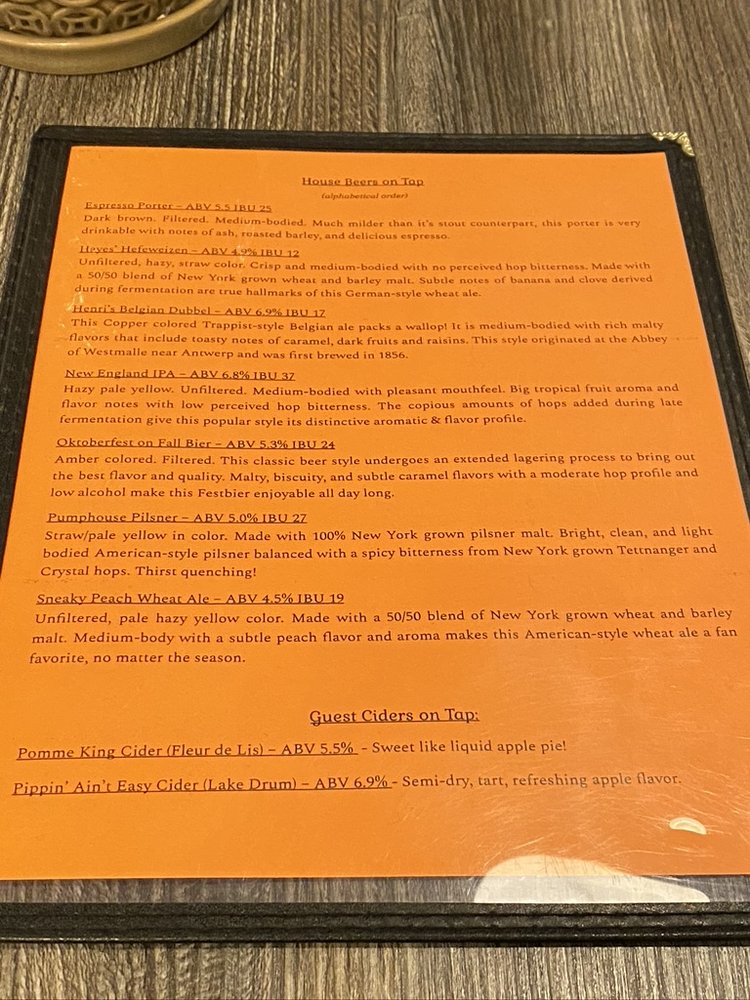 House Beers on Tap
(alphabetical order)
Espresso Porter – ABV 5.5 IBU 25
Dark brown. Filtered. Medium-bodied. Much milder than it's stout counterpart, this porter is very
drinkable with notes of ash, roasted barley, and delicious espresso.
Hayes' Hefeweizen – ABV 4.9% IBU 12
Unfiltered, hazy, straw color. Crisp and medium-bodied with no perceived hop bitterness. Made with
a 50/50 blend of New York grown wheat and barley malt. Subtle notes of banana and clove derived
during fermentation are true hallmarks of this German-style wheat ale.
Henri's Belgian Dubbel – ABV 6.9% IBU 17
This Copper colored Trappist-style Belgian ale packs a wallop! It is medium-bodied with rich malty
flavors that include toasty notes of caramel, dark fruits and raisins. This style originated at the Abbey
of Westmalle near Antwerp and was first brewed in 1856.
New England IPA – ABV 6.8% IBU 37
Hazy pale yellow. Unfiltered. Medium-bodied with pleasant mouthfeel. Big tropical fruit aroma and
flavor notes with low perceived hop bitterness. The copious amounts of hops added during late
fermentation give this popular style its distinctive aromatic & flavor profile.
Oktoberfest on Fall Bier – ABV 5.3% IBU 24
Amber colored. Filtered. This classic beer style undergoes an extended lagering process to bring out
the best flavor and quality. Malty, biscuity, and subtle caramel flavors with a moderate hop profile and
low alcohol make this Festbier enjoyable all day long.
Pumphouse Pilsner – ABV 5.0% IBU 27
Straw/pale yellow in color. Made with 100% New York grown pilsner malt. Bright, clean, and light
bodied American-style pilsner balanced with a spicy bitterness from New York grown Tettnanger and
Crystal hops. Thirst quenching!
Sneaky Peach Wheat Ale – ABV 4.5% IBU 19
Unfiltered, pale hazy yellow color. Made with a 50/50 blend of New York grown wheat and barley
malt. Medium-body with a subtle peach flavor and aroma makes this American-style wheat ale a fan
favorite, no matter the season.
Guest Ciders on Tap:
Pomme King Cider (Fleur de Lis) – ABV 5.5% - Sweet like liquid apple pie!
Pippin' Ain't Easy Cider (Lake Drum) – ABV 6.9% - Semi-dry, tart, refreshing apple flavor.